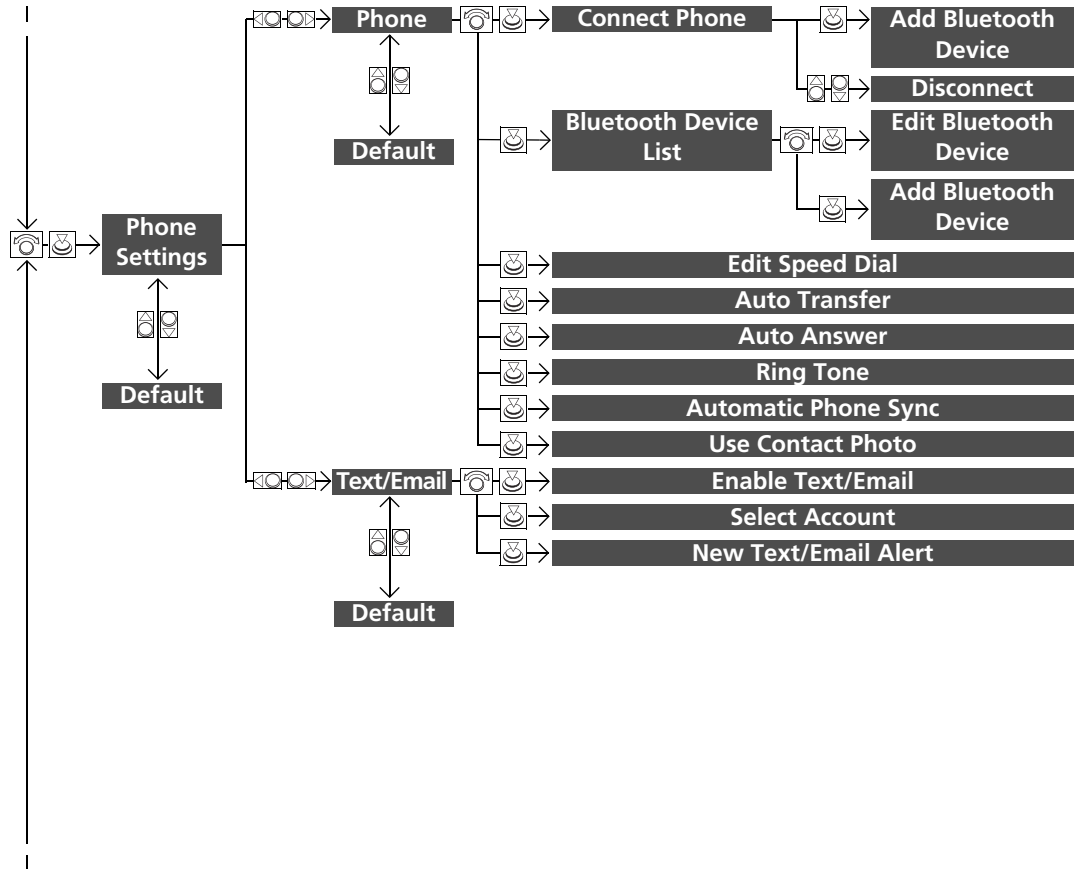 Phone
Connect Phone
Add Bluetooth
Device
Disconnect
Default
Bluetooth Device
List
Edit Bluetooth
Device
Add Bluetooth
Device
Phone
Settings
Default
Edit Speed Dial
Auto Transfer
Auto Answer
Ring Tone
Automatic Phone Sync
Use Contact Photo
Text/Email
Enable Text/Email
Select Account
New Text/Email Alert
Default